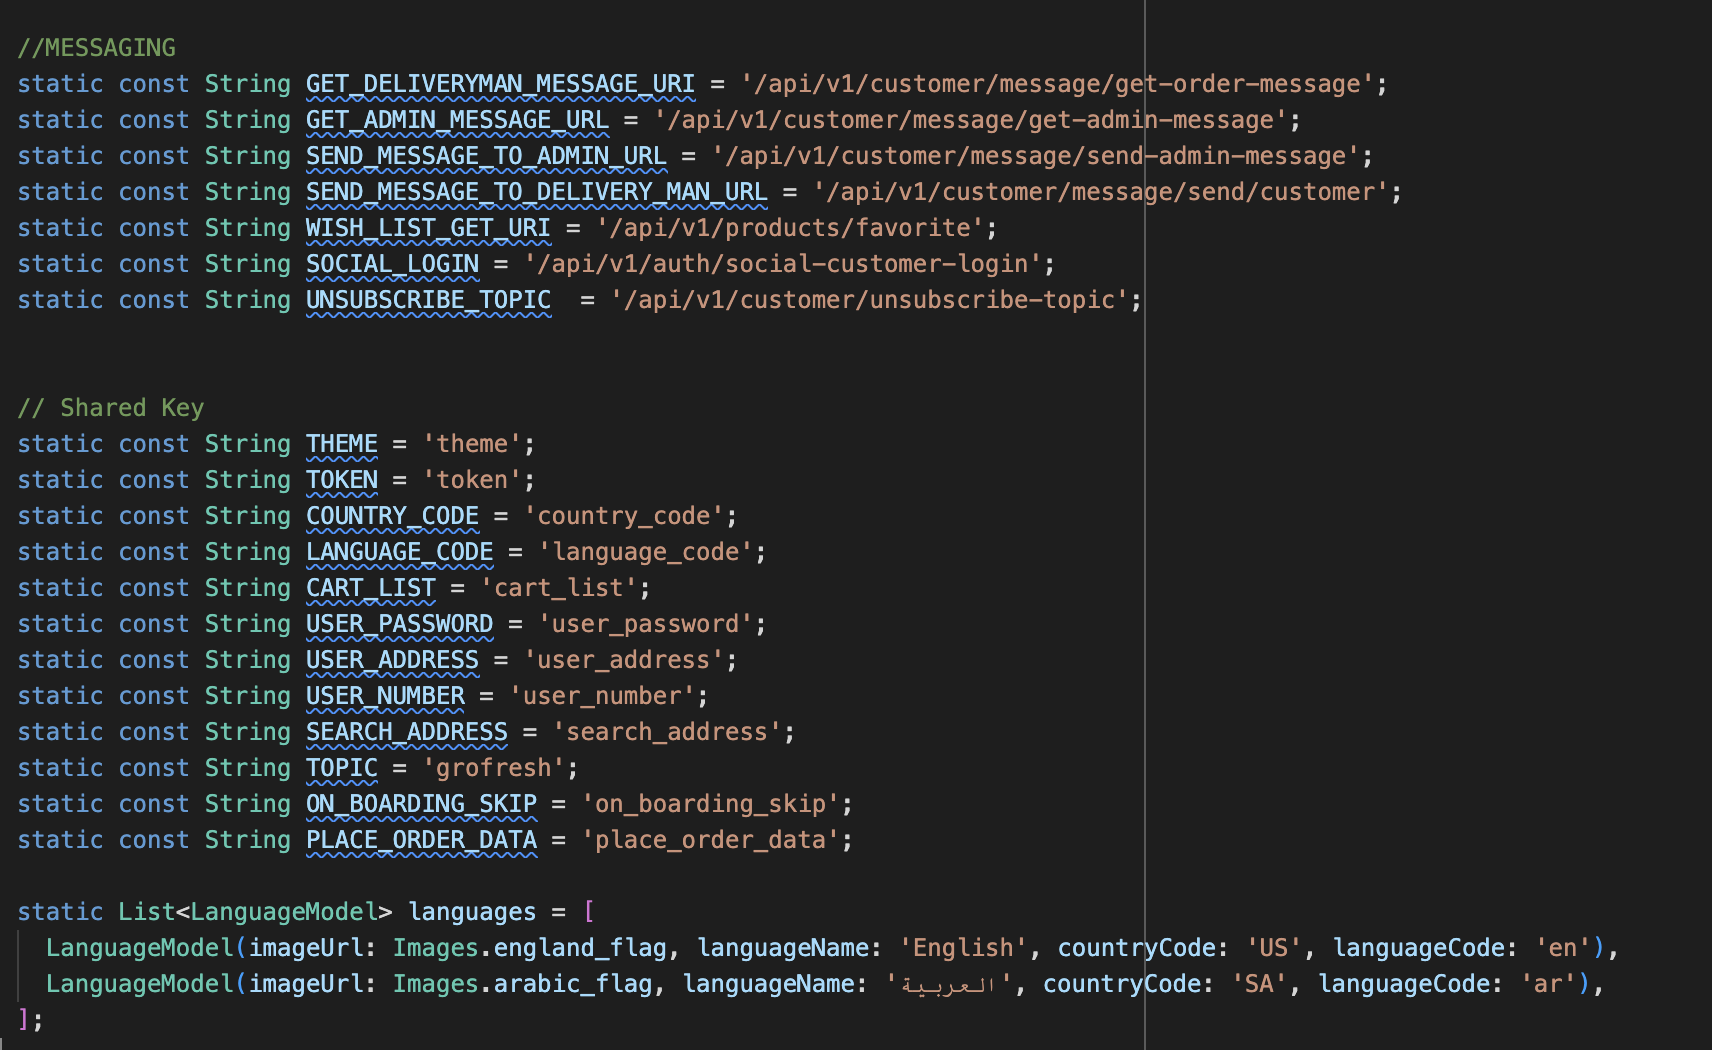 //MESSAGING
static const String GET_DELIVERYMAN_MESSAGE_URI = '/api/v1/customer/message/get-order-message';
static const String GET_ADMIN_MESSAGE_URL = '/api/v1/customer/message/get-admin-message';
static const String SEND_MESSAGE_TO_ADMIN_URL = '/api/v1/customer/message/send-admin-message';
static const String SEND_MESSAGE_TO_DELIVERY_MAN_URL = '/api/v1/customer/message/send/customer';
static const String WISH_LIST_GET_URI = '/api/v1/products/favorite';
static const String SOCIAL_LOGIN = '/api/v1/auth/social-customer-login';
static const String UNSUBSCRIBE_TOPIC  = '/api/v1/customer/unsubscribe-topic';
// Shared Key
static const String THEME = 'theme';
static const String TOKEN = 'token';
static const String COUNTRY_CODE = 'country_code';
static const String LANGUAGE_CODE = 'language_code';
static const String CART_LIST = 'cart_list';
static const String USER_PASSWORD = 'user_password';
static const String USER_ADDRESS = 'user_address';
static const String USER_NUMBER = 'user_number';
static const String SEARCH_ADDRESS = 'search_address';
static const String TOPIC = 'grofresh';
static const String ON_BOARDING_SKIP = 'on_boarding_skip';
static const String PLACE_ORDER_DATA = 'place_order_data';
static List<LanguageModel> languages = [
  LanguageModel(imageUrl: Images.england_flag, languageName: 'English', countryCode: 'US', languageCode: 'en'),
  LanguageModel(imageUrl: Images.arabic_flag, languageName: 'العربية', countryCode: 'SA', languageCode: 'ar'),
];